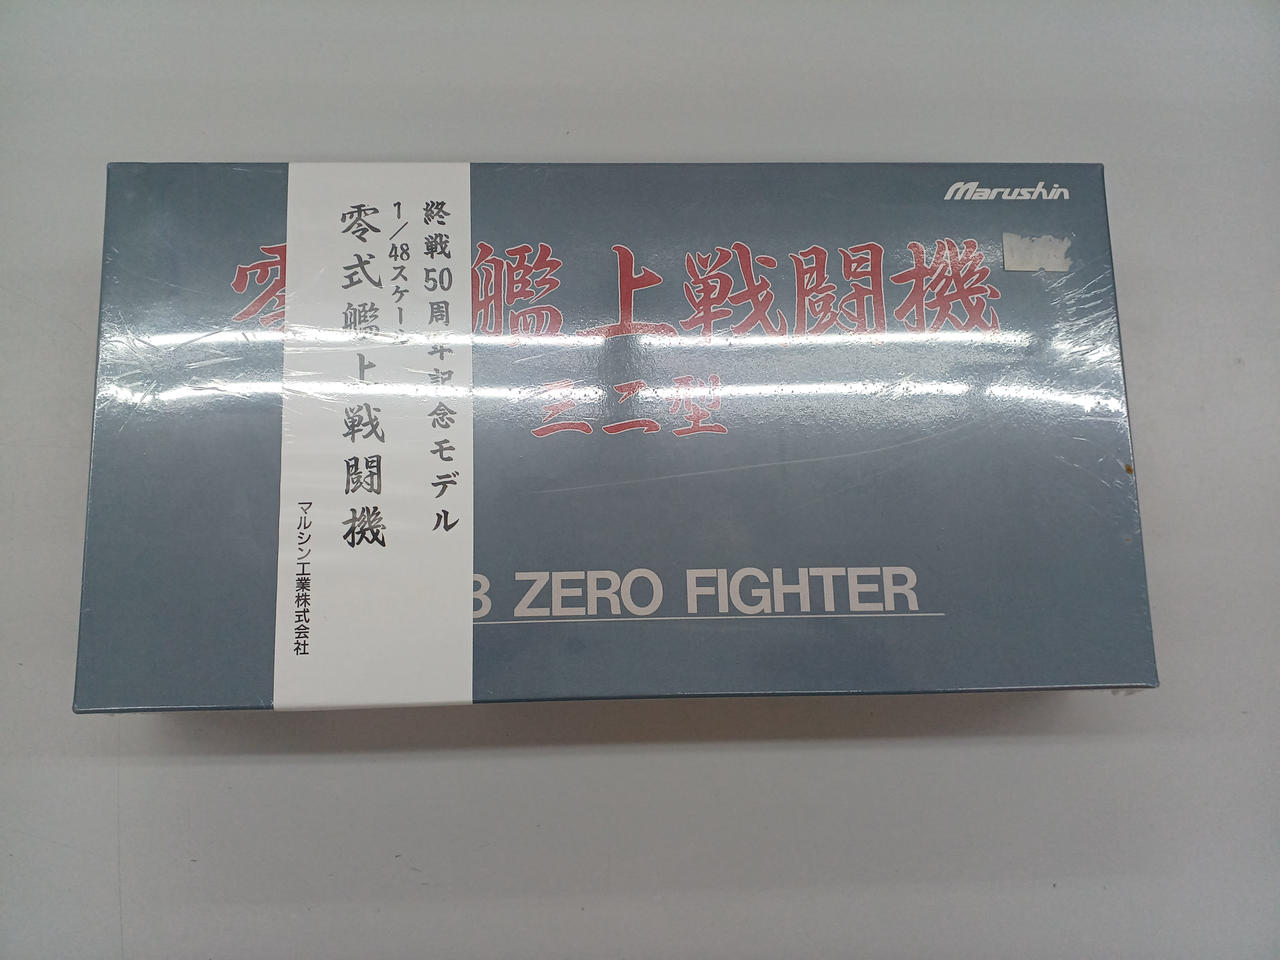 Marushin
零 艦上戦闘機
三二型
8 ZERO FIGHTER
終戦50周年記念モデル
1/48スケール
零式艦上戦闘機
マルシン工業株式会社